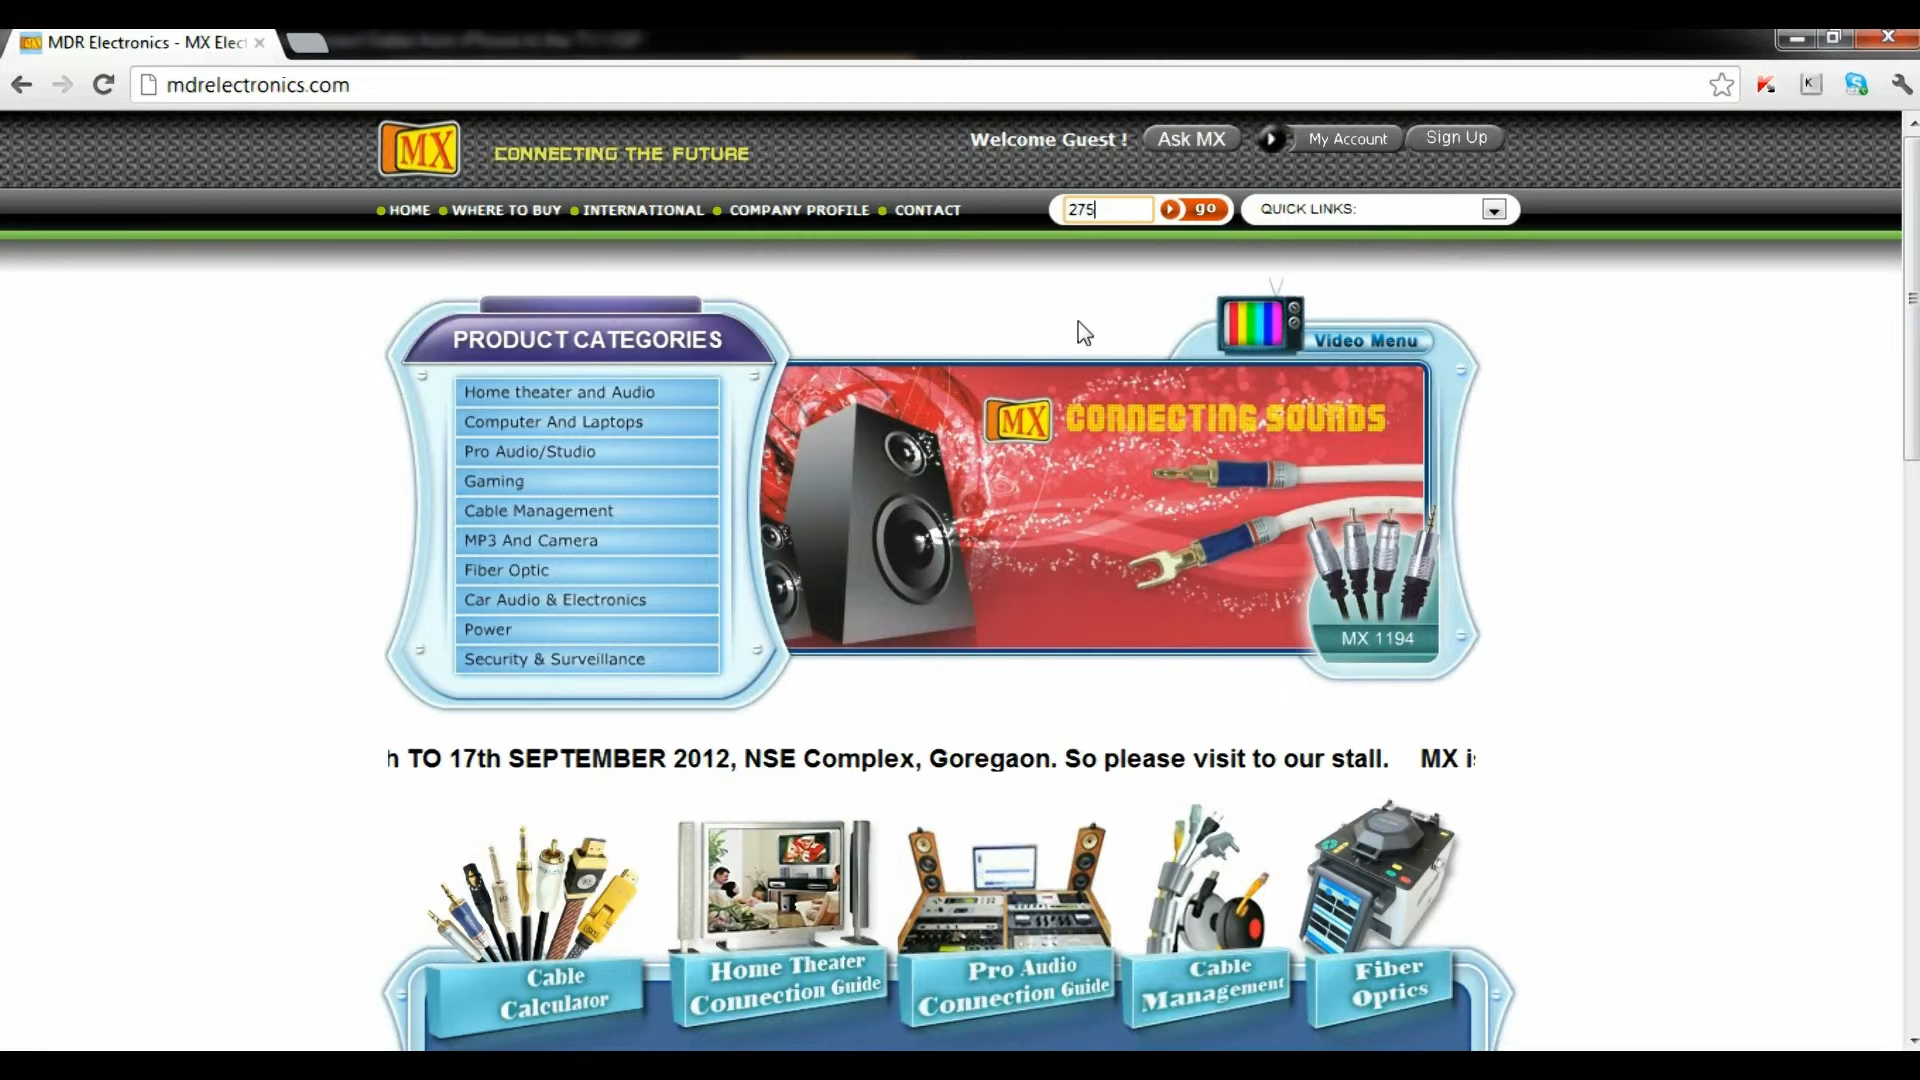 MDR Electronics - MX Elect
mdrelectronics.com
MX
CONNECTING THE FUTURE
Welcome Guest !
Ask MX
My Account
Sign Up
HOME
WHERE TO BUY
INTERNATIONAL
COMPANY PROFILE
CONTACT
275
go
QUICK LINKS:
PRODUCT CATEGORIES
Video Menu
Home theater and Audio
Computer And Laptops
Pro Audio/Studio
Gaming
Cable Management
MP3 And Camera
Fiber Optic
Car Audio & Electronics
Power
Security & Surveillance
MX CONNECTING SOUNDS
MX 1194
h TO 17th SEPTEMBER 2012, NSE Complex, Goregaon. So please visit to our stall. MX is
Cable
Calculator
Home Theater
Connection Guide
Pro Audio
Connection Guide
Cable
Management
Fiber
Optics